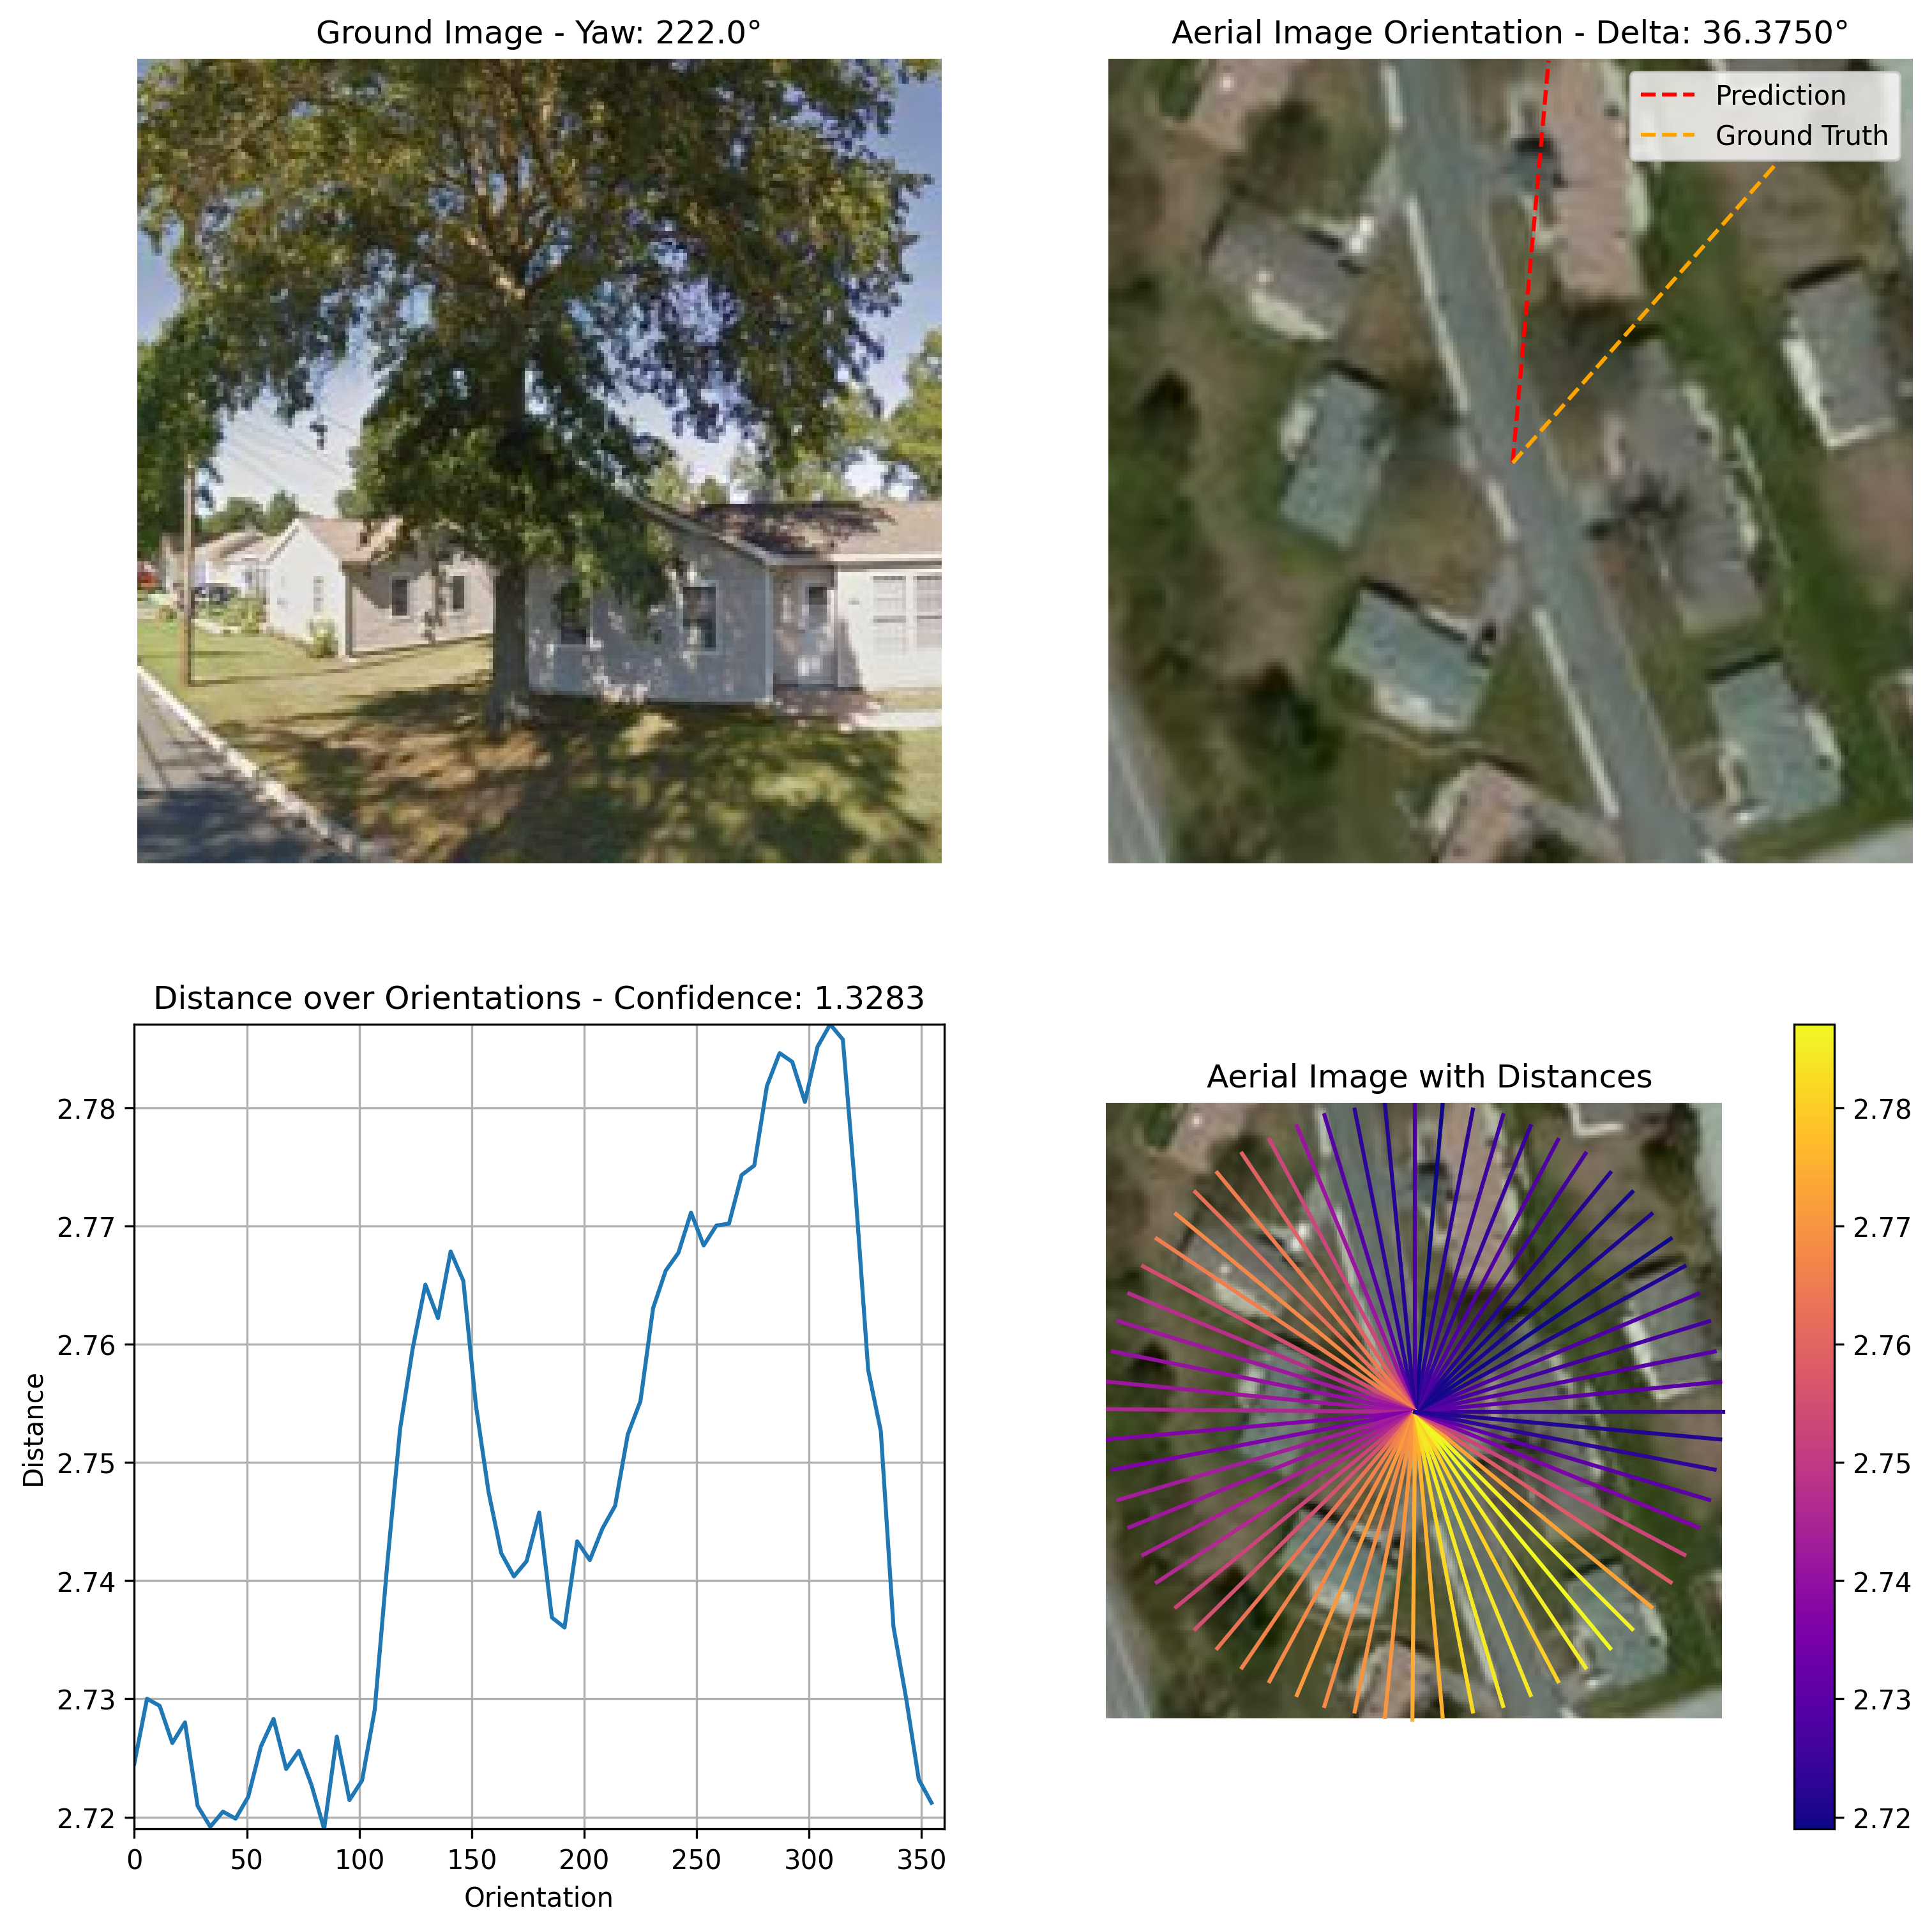 Ground Image - Yaw: 222.0°
Aerial Image Orientation - Delta: 36.3750°
Prediction
Ground Truth
Distance over Orientations - Confidence: 1.3283
2.78
2.77
2.76
2.75
2.74
2.73
2.72
Distance
0 50 100 150 200 250 300 350
Orientation
Aerial Image with Distances
2.78
2.77
2.76
2.75
2.74
2.73
2.72